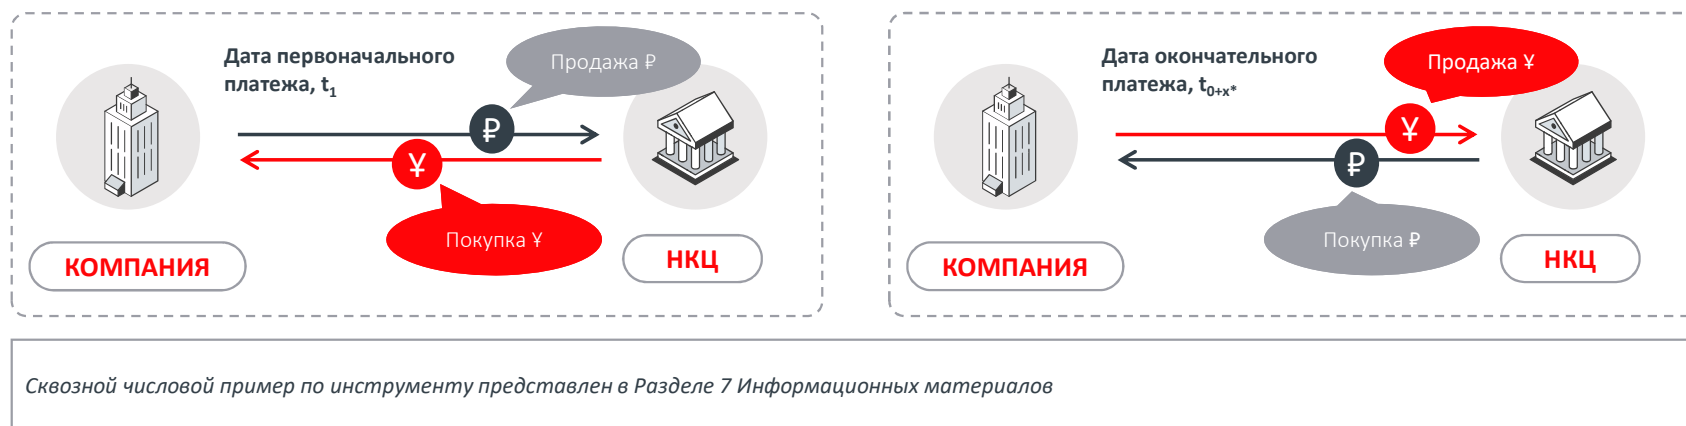 Дата первоначального
платежа, t1
Продажа ₽
₽
¥
Покупка ¥
КОМПАНИЯ
НКЦ
Дата окончательного
платежа, t0+x*
Продажа ¥
¥
₽
Покупка ₽
КОМПАНИЯ
НКЦ
Сквозной числовой пример по инструменту представлен в Разделе 7 Информационных материалов